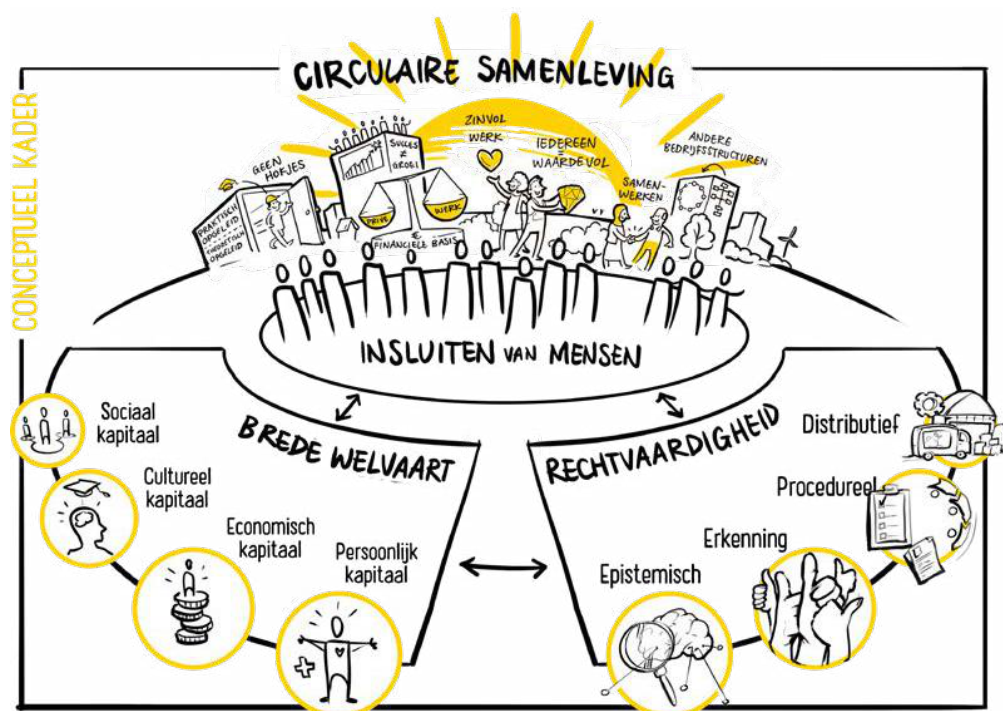 CONCEPTUEEL KADER
CIRCULAIRE SAMENLEVING
GEEN
HOKJES
PRAKTISCH
OPGELEID
THEORETISCH
OPGELEID
SUCCES
≠
GROEI
PRIVÉ
WERK
€
FINANCIËLE BASIS
ZINVOL
WERK
IEDEREEN
=
WAARDEVOL
SAMEN-
WERKEN
ANDERE
BEDRIJFSSTRUCTUREN
INSLUITEN VAN MENSEN
BREDE WELVAART
Sociaal
kapitaal
Cultureel
kapitaal
Economisch
kapitaal
Persoonlijk
kapitaal
RECHTVAARDIGHEID
Distributief
Procedureel
Erkenning
Epistemisch